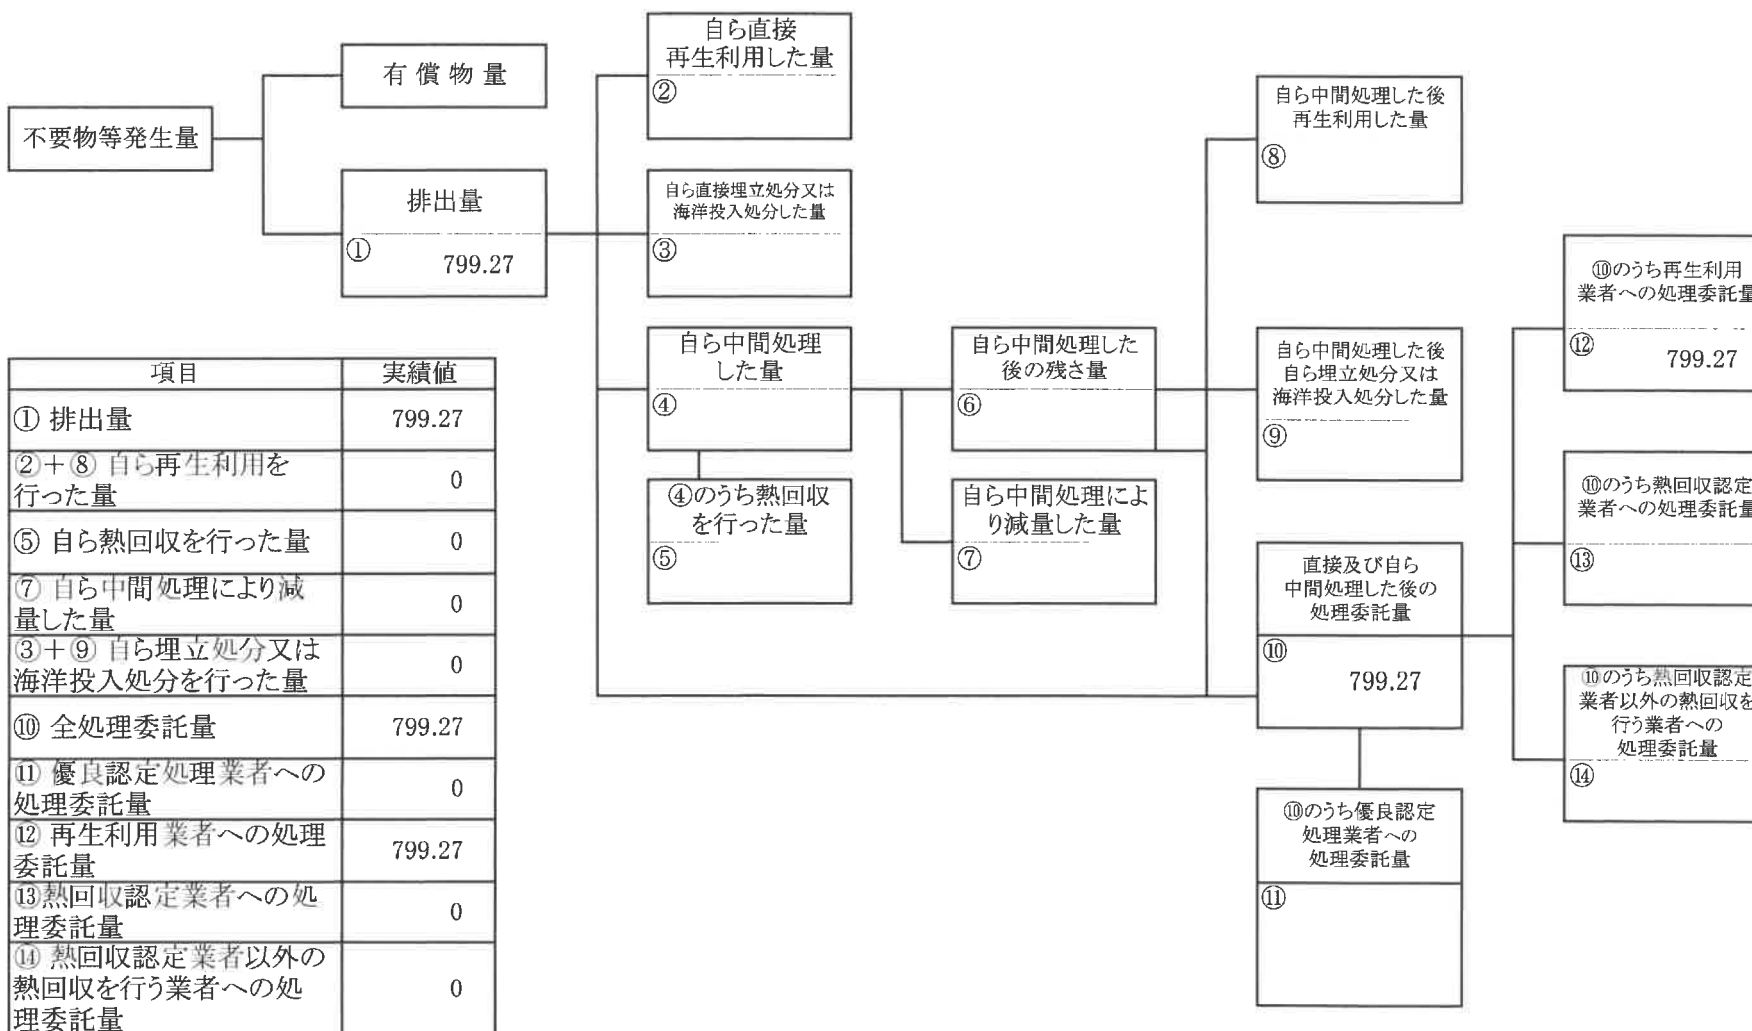 不要物等発生量
有償物量
排出量
①
799.27
自ら直接
再生利用した量
②
自ら直接埋立処分又は
海洋投入処分した量
③
自ら中間処理
した量
④
④のうち熱回収
を行った量
⑤
自ら中間処理した
後の残さ量
⑥
自ら中間処理によ
り減量した量
⑦
自ら中間処理した後
再生利用した量
⑧
自ら中間処理した後
自ら埋立処分又は
海洋投入処分した量
⑨
直接及び自ら
中間処理した後の
処理委託量
⑩
799.27
⑩のうち優良認定
処理業者への
処理委託量
⑪
⑩のうち再生利用
業者への処理委託量
⑫
799.27
⑩のうち熱回収認定
業者への処理委託量
⑬
⑩のうち熱回収認定
業者以外の熱回収を
行う業者への
処理委託量
⑭
項目 実績値
① 排出量 799.27
②+⑧ 自ら再生利用を
行った量 0
⑤ 自ら熱回収を行った量 0
⑦ 自ら中間処理により減
量した量 0
③+⑨ 自ら埋立処分又は
海洋投入処分を行った量 0
⑩ 全処理委託量 799.27
⑪ 優良認定処理業者への
処理委託量 0
⑫ 再生利用業者への処理
委託量 799.27
⑬熱回収認定業者への処
理委託量 0
⑭ 熱回収認定業者以外の
熱回収を行う業者への処
理委託量 0